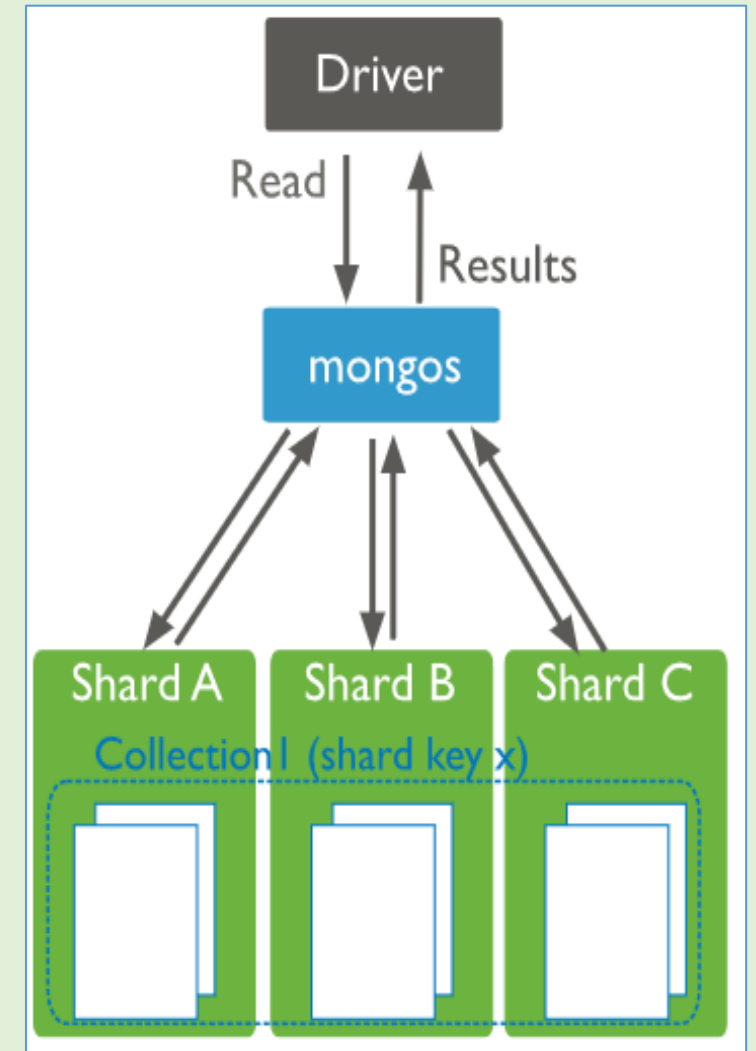 Driver
Read
Results
mongos
Shard A
Shard B
Shard C
Collection1 (shard key x)